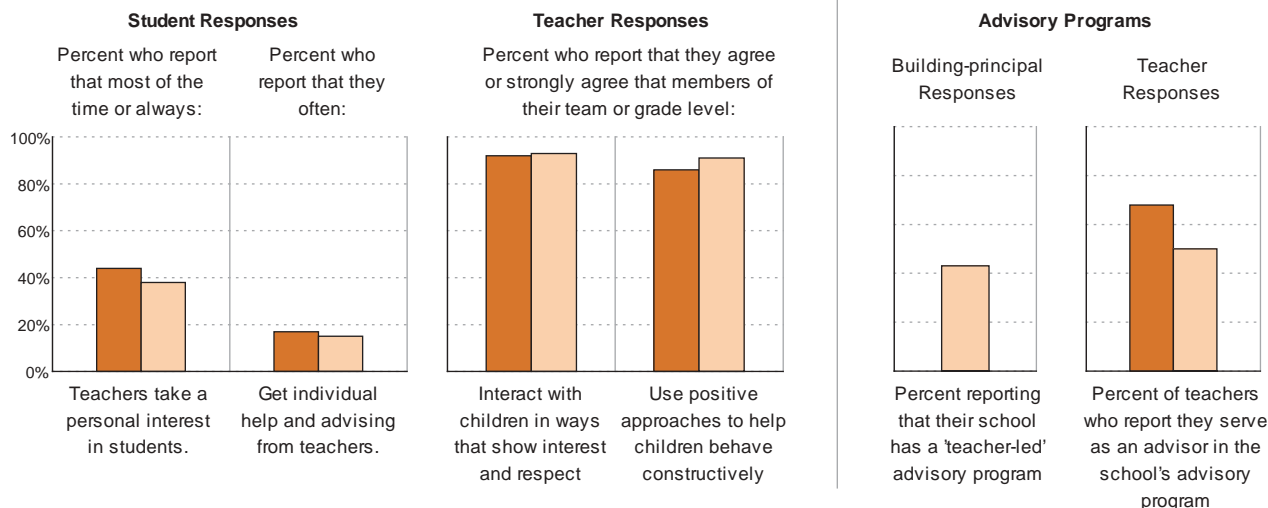 Student Responses
Percent who report
that most of the
time or always:
Percent who
report that they
often:
Teacher Responses
Percent who report that they agree
or strongly agree that members of
their team or grade level:
Advisory Programs
Building-principal
Responses
Teacher
Responses
100%
80%
60%
40%
20%
0%
Teachers take a
personal interest
in students.
Get individual
help and advising
from teachers.
Interact with
children in ways
that show interest
and respect
Use positive
approaches to help
children behave
constructively
Percent reporting
that their school
has a 'teacher-led'
advisory program
Percent of teachers
who report they serve
as an advisor in the
school's advisory
program